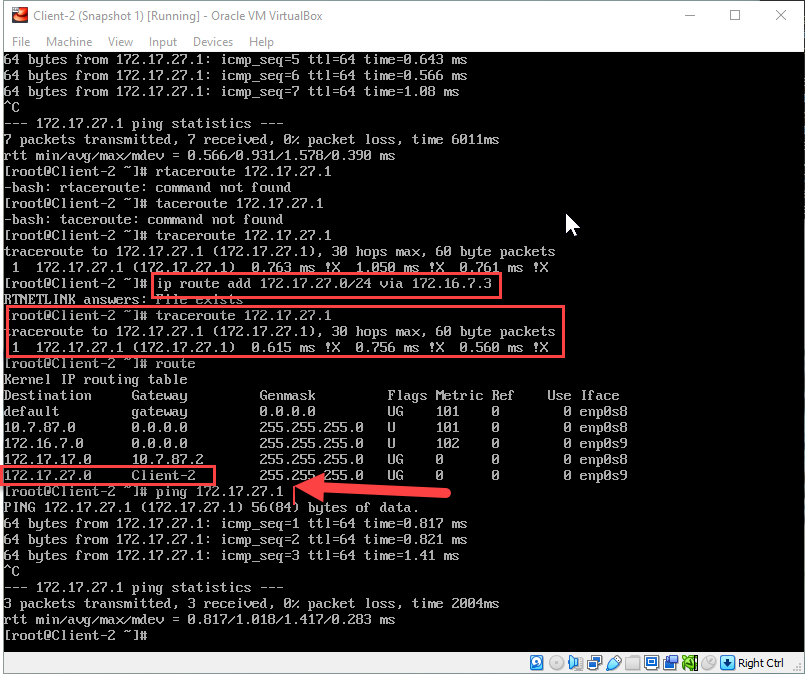 Client-2 (Snapshot 1) [Running] - Oracle VM VirtualBox
File Machine View Input Devices Help
64 bytes from 172.17.27.1: icmp_seq=5 ttl=64 time=0.643 ms
64 bytes from 172.17.27.1: icmp_seq=6 ttl=64 time=0.566 ms
64 bytes from 172.17.27.1: icmp_seq=7 ttl=64 time=1.08 ms
^C
--- 172.17.27.1 ping statistics ---
7 packets transmitted, 7 received, 0% packet loss, time 6011ms
rtt min/avg/max/mdev = 0.566/0.931/1.578/0.390 ms
[root@Client-2 ~]# rtaceroute 172.17.27.1
-bash: rtaceroute: command not found
[root@Client-2 ~]# taceroute 172.17.27.1
-bash: taceroute: command not found
[root@Client-2 ~]# traceroute 172.17.27.1
traceroute to 172.17.27.1 (172.17.27.1), 30 hops max, 60 byte packets
1 172.17.27.1 (172.17.27.1) 0.763 ms !X 1.050 ms !X 0.761 ms !X
[root@Client-2 ~]# ip route add 172.17.27.0/24 via 172.16.7.3
RTNETLINK answers: File exists
[root@Client-2 ~]# traceroute 172.17.27.1
traceroute to 172.17.27.1 (172.17.27.1), 30 hops max, 60 byte packets
1 172.17.27.1 (172.17.27.1) 0.615 ms !X 0.756 ms !X 0.560 ms !X
[root@Client-2 ~]# route
Kernel IP routing table
Destination Gateway Genmask Flags Metric Ref Use Iface
default gateway 0.0.0.0 UG 101 0 0 enp0s8
10.7.87.0 0.0.0.0 255.255.255.0 U 101 0 0 enp0s8
172.16.7.0 0.0.0.0 255.255.255.0 U 102 0 0 enp0s9
172.17.17.0 10.7.87.2 255.255.255.0 UG 0 0 0 enp0s8
172.17.27.0 Client-2 255.255.255.0 UG 0 0 0 enp0s9
[root@Client-2 ~]# ping 172.17.27.1
PING 172.17.27.1 (172.17.27.1) 56(84) bytes of data.
64 bytes from 172.17.27.1: icmp_seq=1 ttl=64 time=0.817 ms
64 bytes from 172.17.27.1: icmp_seq=2 ttl=64 time=0.821 ms
64 bytes from 172.17.27.1: icmp_seq=3 ttl=64 time=1.41 ms
^C
--- 172.17.27.1 ping statistics ---
3 packets transmitted, 3 received, 0% packet loss, time 2004ms
rtt min/avg/max/mdev = 0.817/1.018/1.417/0.283 ms
[root@Client-2 ~]#
Right Ctrl